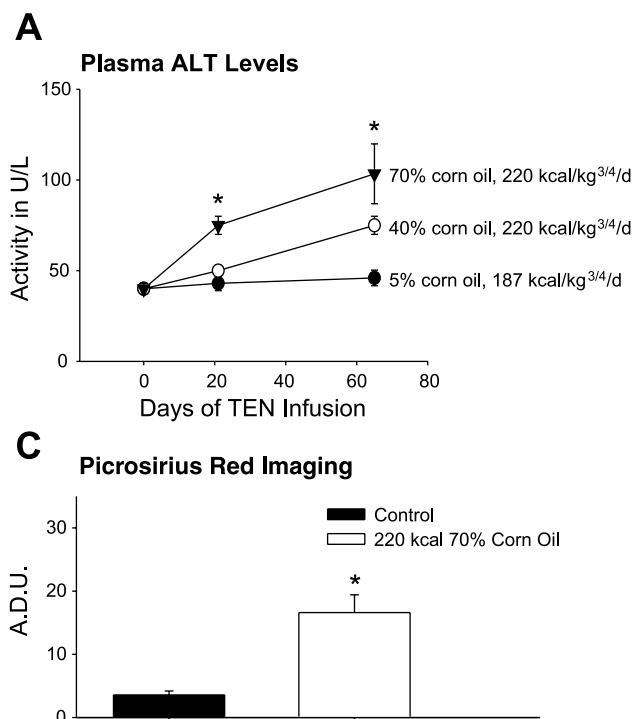 A
Plasma ALT Levels
150
100
50
0
Activity in U/L
*
*
70% corn oil, 220 kcal/kg3/4/d
40% corn oil, 220 kcal/kg3/4/d
5% corn oil, 187 kcal/kg3/4/d
0 20 40 60 80
Days of TEN Infusion
C
Picrosirius Red Imaging
30
20
10
0
A.D.U.
Control
220 kcal 70% Corn Oil
*